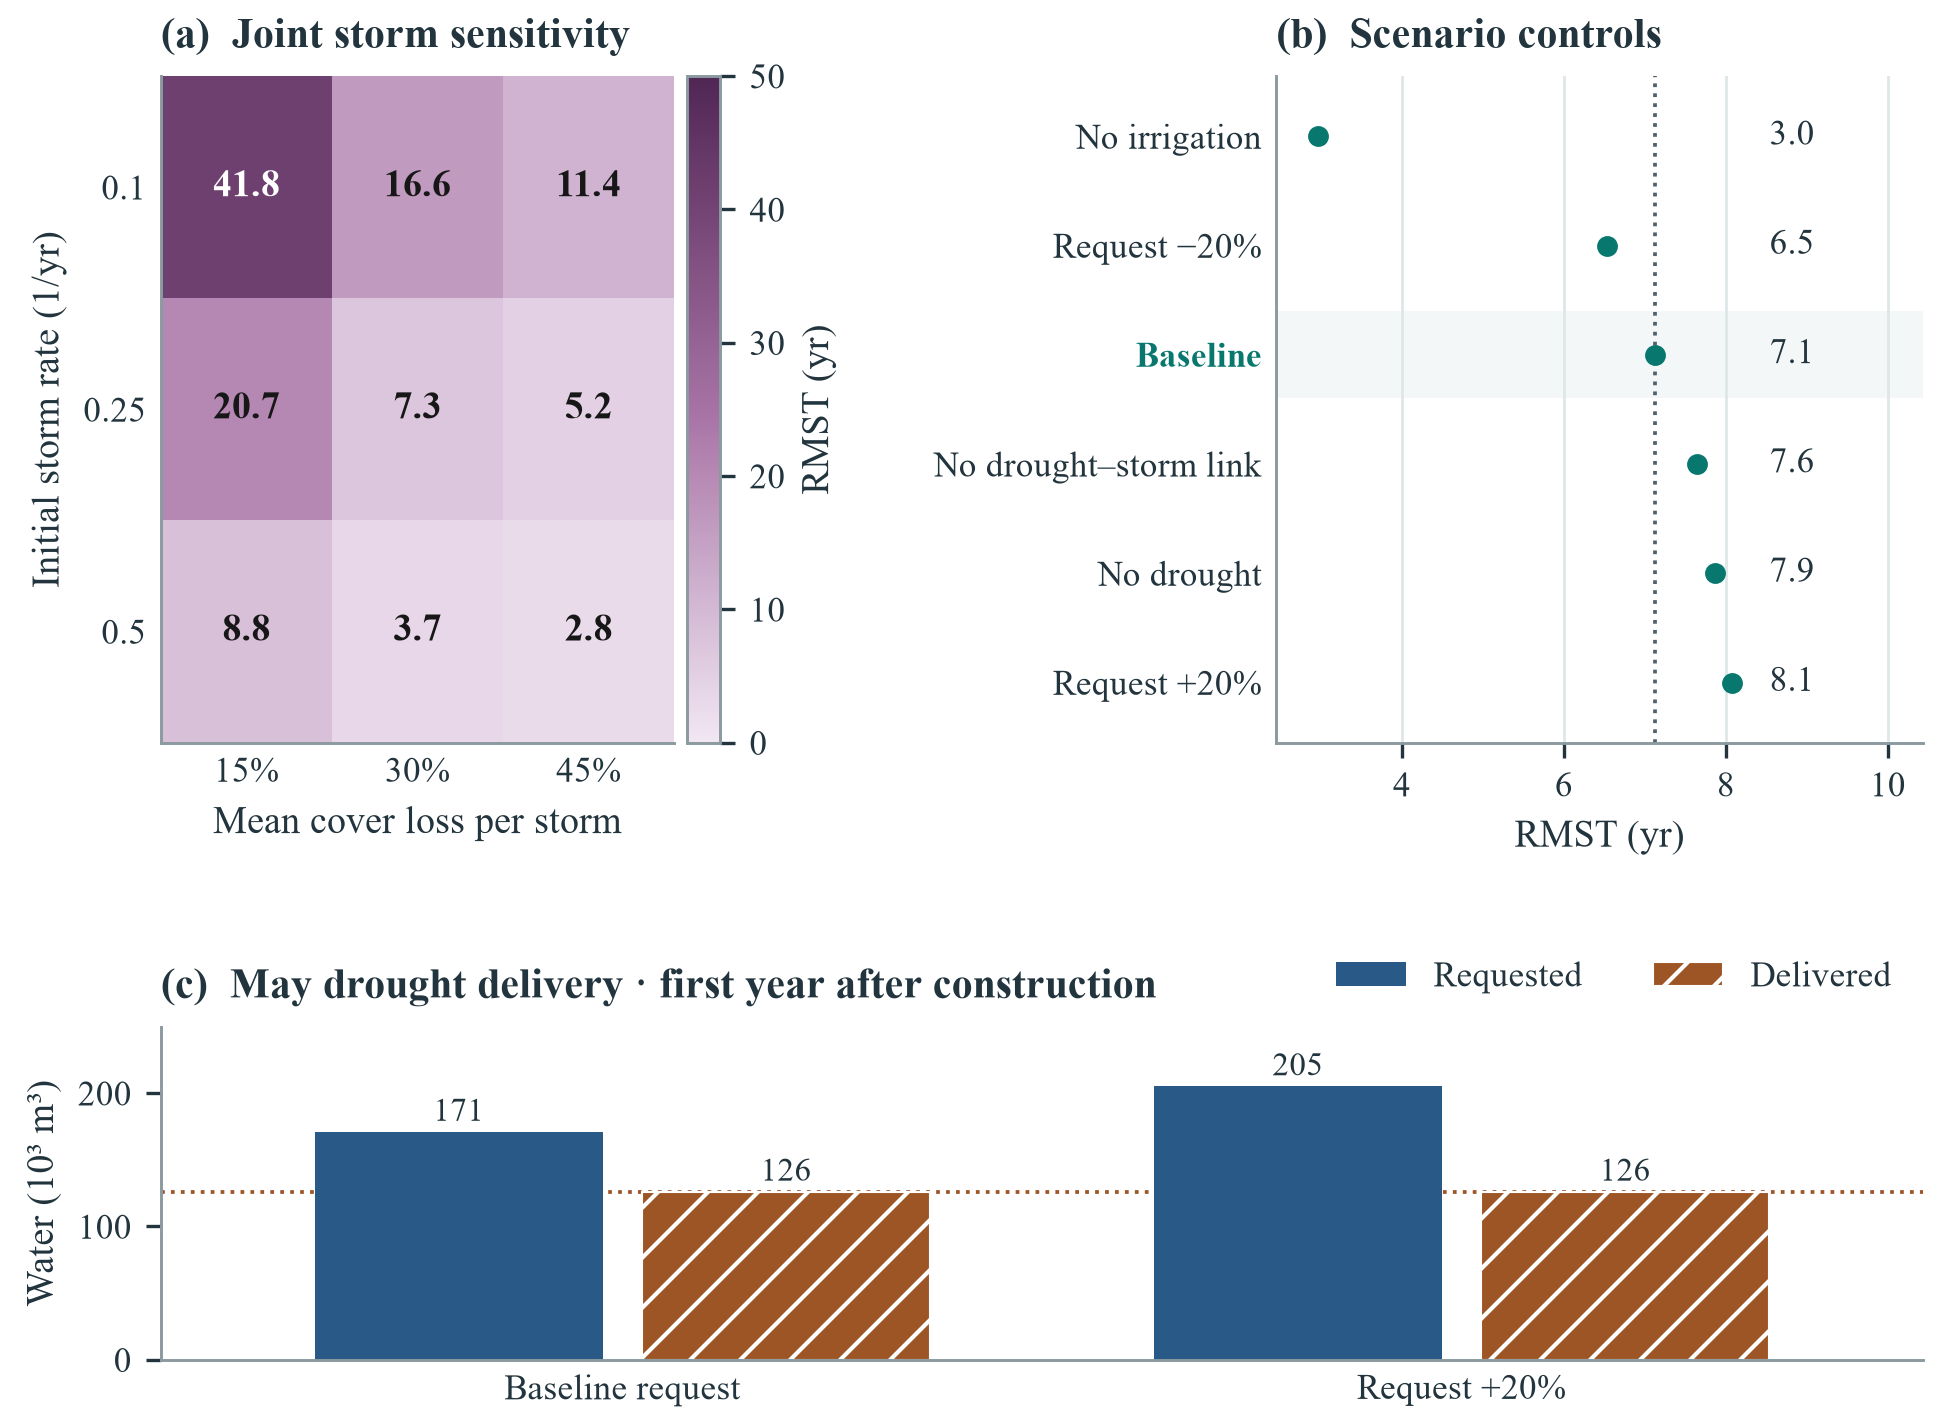 (a) Joint storm sensitivity
Initial storm rate (1/yr)
0.1
0.25
0.5
41.8 16.6 11.4
20.7 7.3 5.2
8.8 3.7 2.8
15% 30% 45%
Mean cover loss per storm
50
40
30
20
10
0
RMST (yr)
(b) Scenario controls
No irrigation 3.0
Request −20% 6.5
Baseline 7.1
No drought–storm link 7.6
No drought 7.9
Request +20% 8.1
4 6 8 10
RMST (yr)
(c) May drought delivery · first year after construction
Requested Delivered
Water (10³ m³)
200
100
0
171 126 205 126
Baseline request Request +20%